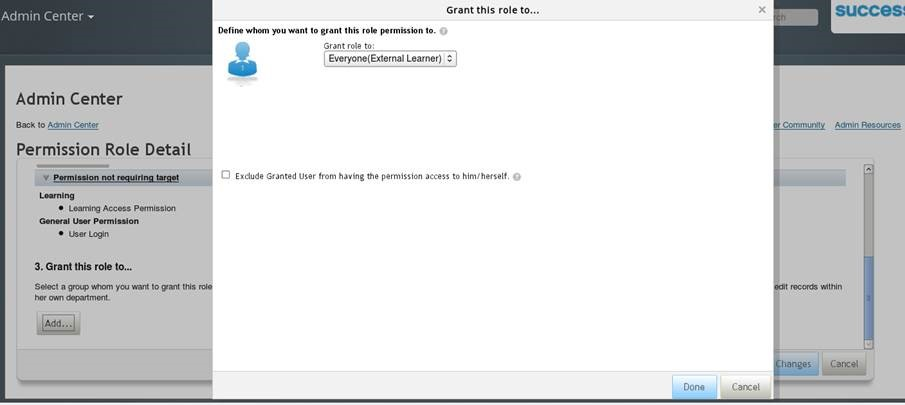 Admin Center
Grant this role to...
success
Define whom you want to grant this role permission to.
Grant role to:
Everyone(External Learner)
Admin Center
Back to Admin Center
Community
Admin Resources
Permission Role Detail
Permission not requiring target
Exclude Granted User from having the permission access to him/herself.
Learning
Learning Access Permission
General User Permission
User Login
3. Grant this role to...
Select a group whom you want to grant this role
edit records within
her own department.
Add...
Changes
Cancel
Done
Cancel